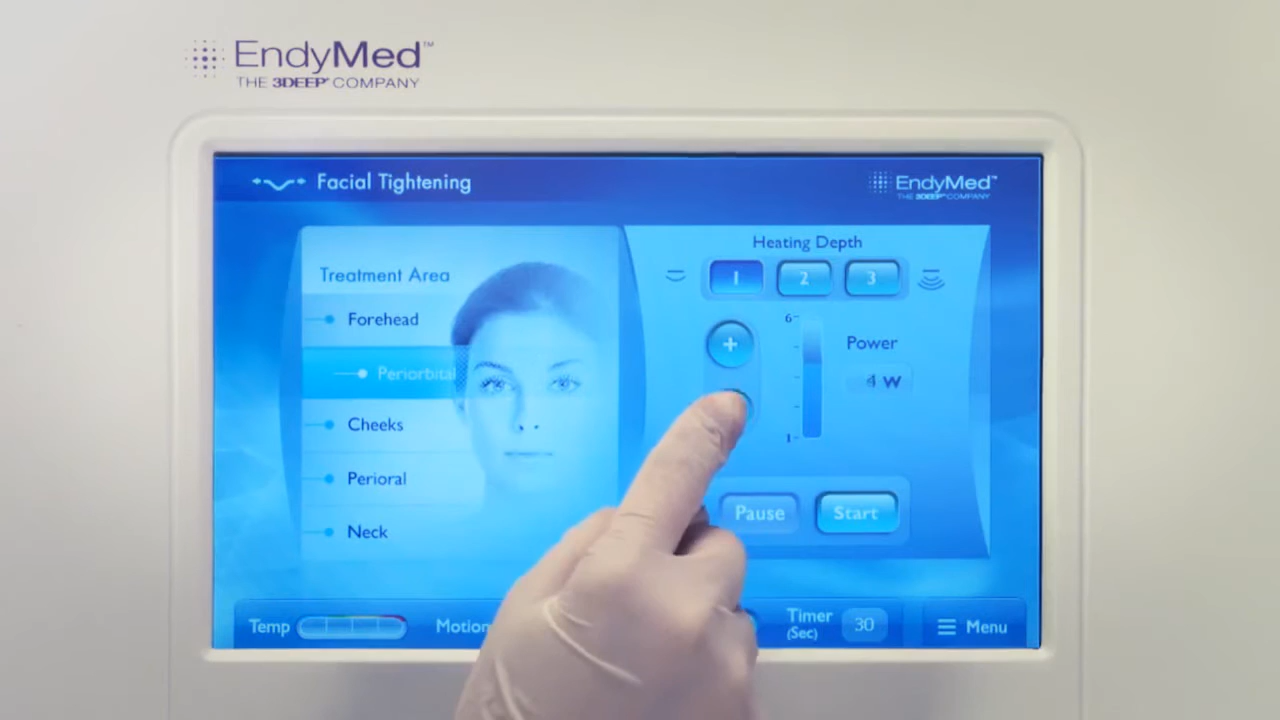 EndyMed™
THE 3DEEP® COMPANY
Facial Tightening
EndyMed™
THE 3DEEP® COMPANY
Treatment Area
Forehead
Periorbital
Cheeks
Perioral
Neck
Heating Depth
1 2 3
+
6
1
Power
4 W
Pause Start
Temp
Motion
Timer
(Sec)
30
Menu